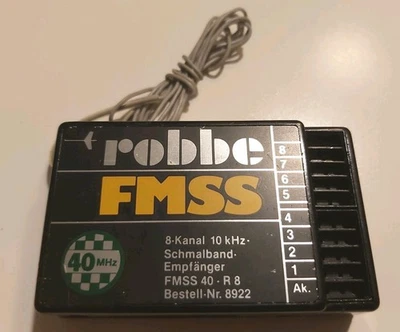 robbe
FMSS
40 MHz
8-Kanal 10 kHz-
Schmalband-
Empfänger
FMSS 40 · R 8
Bestell-Nr. 8922
8
7
6
5
4
3
2
1
Ak.